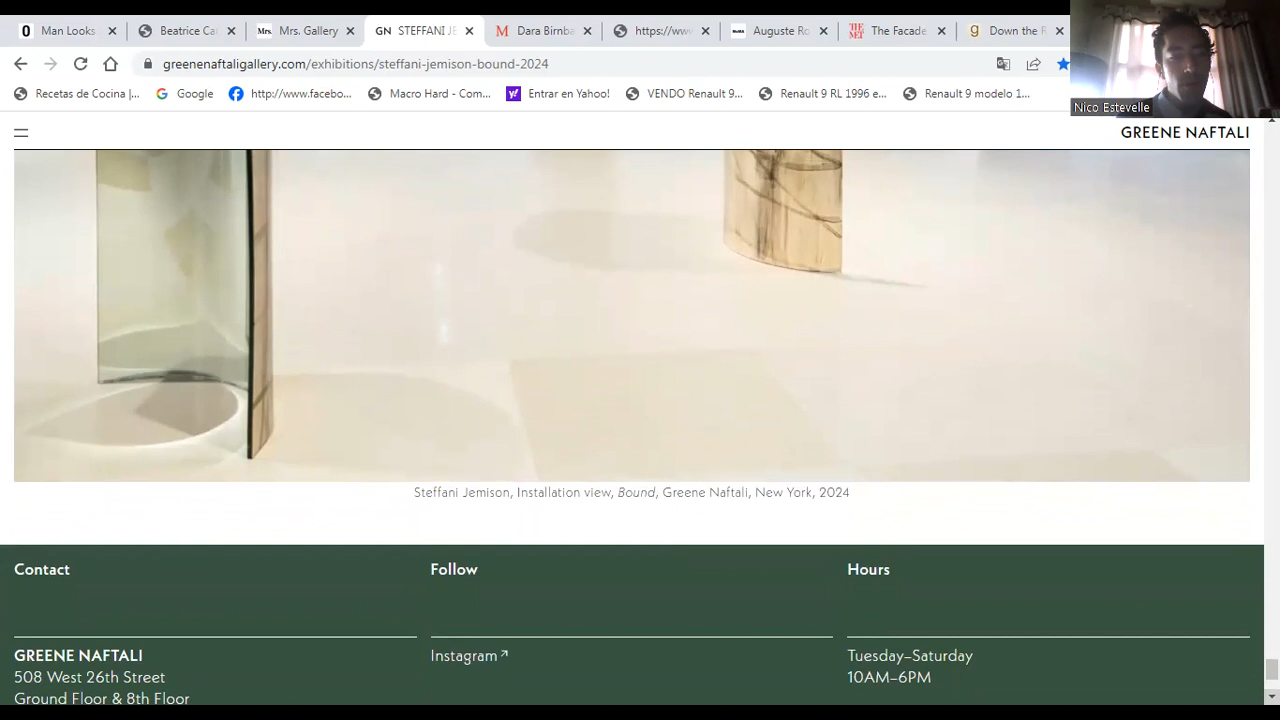 Man Looks
Beatrice Ca
Mrs. Mrs. Gallery
GN STEFFANI JE
Dara Birnba
https://ww
Auguste Ro
THE MET The Facade
Down the R
greenenaftaligallery.com/exhibitions/steffani-jemison-bound-2024
Recetas de Cocina |...
Google
http://www.facebo...
Macro Hard - Com...
Entrar en Yahoo!
VENDO Renault 9...
Renault 9 RL 1996 e...
Renault 9 modelo 1...
Nico Estevelle
GREENE NAFTALI
Steffani Jemison, Installation view, Bound, Greene Naftali, New York, 2024
Contact
Follow
Hours
GREENE NAFTALI
508 West 26th Street
Ground Floor & 8th Floor
Instagram↗
Tuesday–Saturday
10AM–6PM